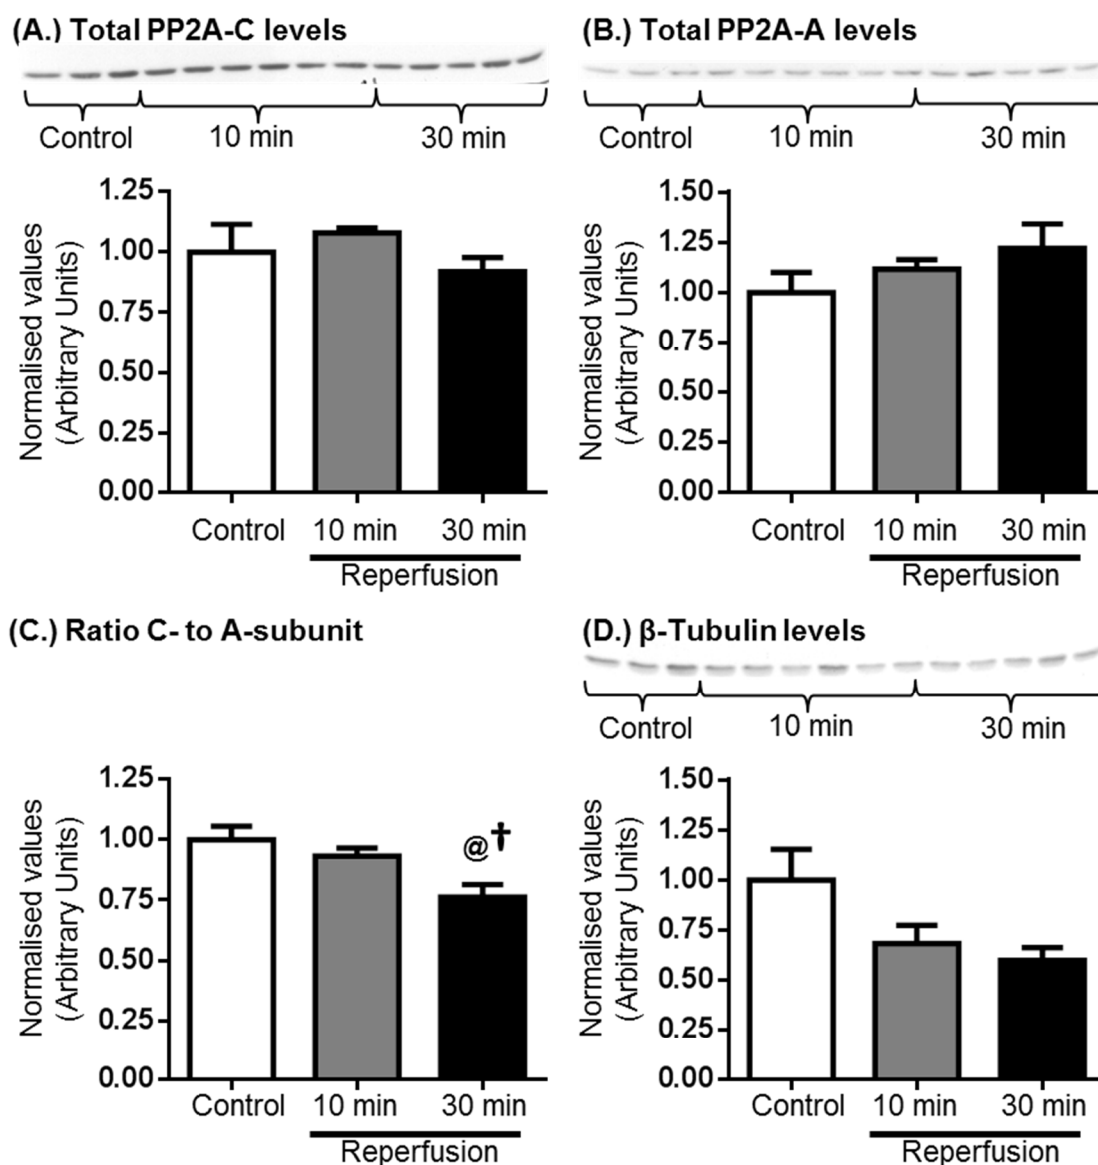 (A.) Total PP2A-C levels
Control
10 min
30 min
Normalised values
(Arbitrary Units)
1.25
1.00
0.75
0.50
0.25
0.00
Control
10 min
30 min
Reperfusion
(B.) Total PP2A-A levels
Control
10 min
30 min
Normalised values
(Arbitrary Units)
1.50
1.25
1.00
0.75
0.50
0.25
0.00
Control
10 min
30 min
Reperfusion
(C.) Ratio C- to A-subunit
Normalised values
(Arbitrary Units)
1.25
1.00
0.75
0.50
0.25
0.00
@†
Control
10 min
30 min
Reperfusion
(D.) β-Tubulin levels
Control
10 min
30 min
Normalised values
(Arbitrary Units)
1.50
1.25
1.00
0.75
0.50
0.25
0.00
Control
10 min
30 min
Reperfusion